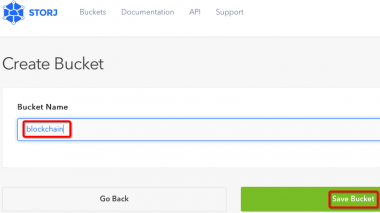 STORJ Buckets Documentation API Support
Create Bucket
Bucket Name
blockchain
Go Back Save Bucket